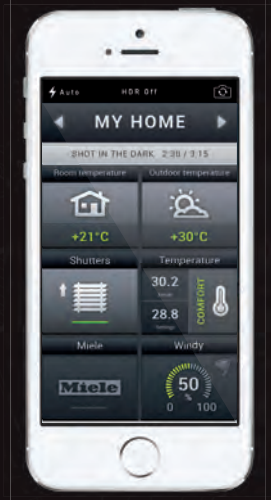 Auto HDR Off
MY HOME
SHOT IN THE DARK 2:30 / 3:15
Room temperature Outdoor temperature
+21°C +30°C
Shutters Temperature
30.2
28.8
COMFORT
Miele Windy
Miele
50
%
0 100